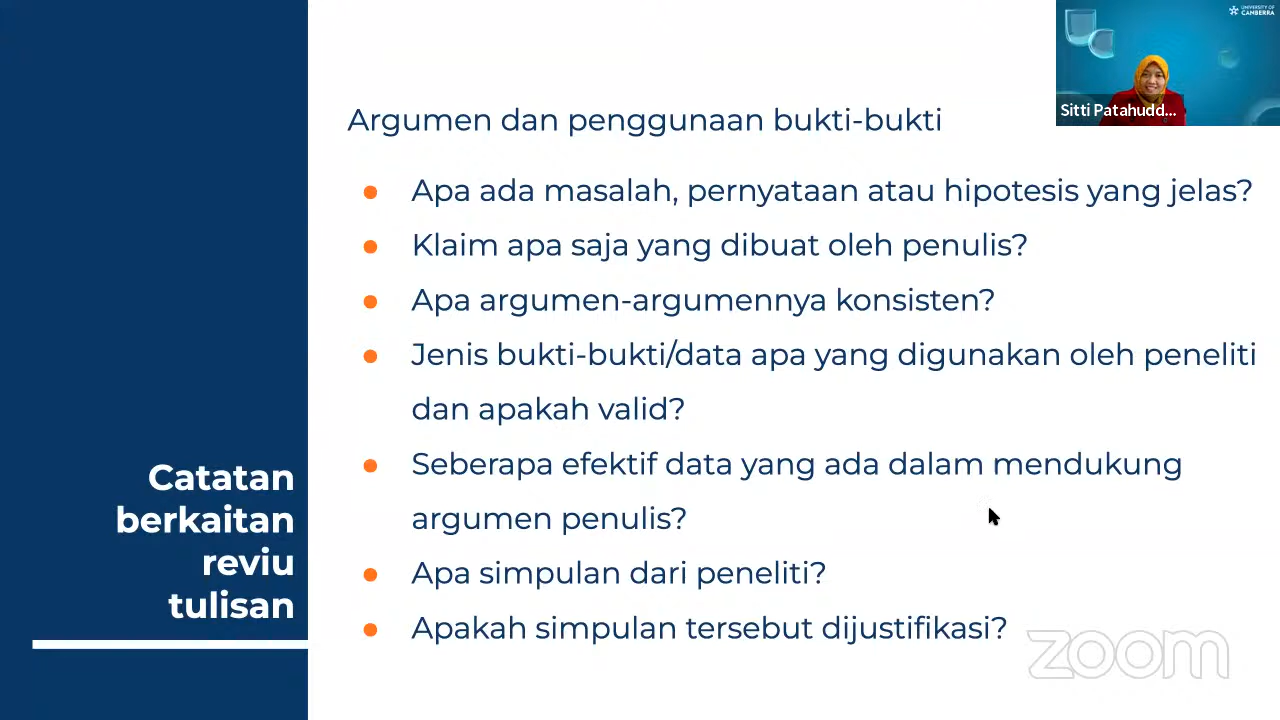 UNIVERSITY OF
CANBERRA
Sitti Patahudd...
Argumen dan penggunaan bukti-bukti
● Apa ada masalah, pernyataan atau hipotesis yang jelas?
● Klaim apa saja yang dibuat oleh penulis?
● Apa argumen-argumennya konsisten?
● Jenis bukti-bukti/data apa yang digunakan oleh peneliti
dan apakah valid?
● Seberapa efektif data yang ada dalam mendukung
argumen penulis?
● Apa simpulan dari peneliti?
● Apakah simpulan tersebut dijustifikasi?
Catatan
berkaitan
reviu
tulisan
zoom